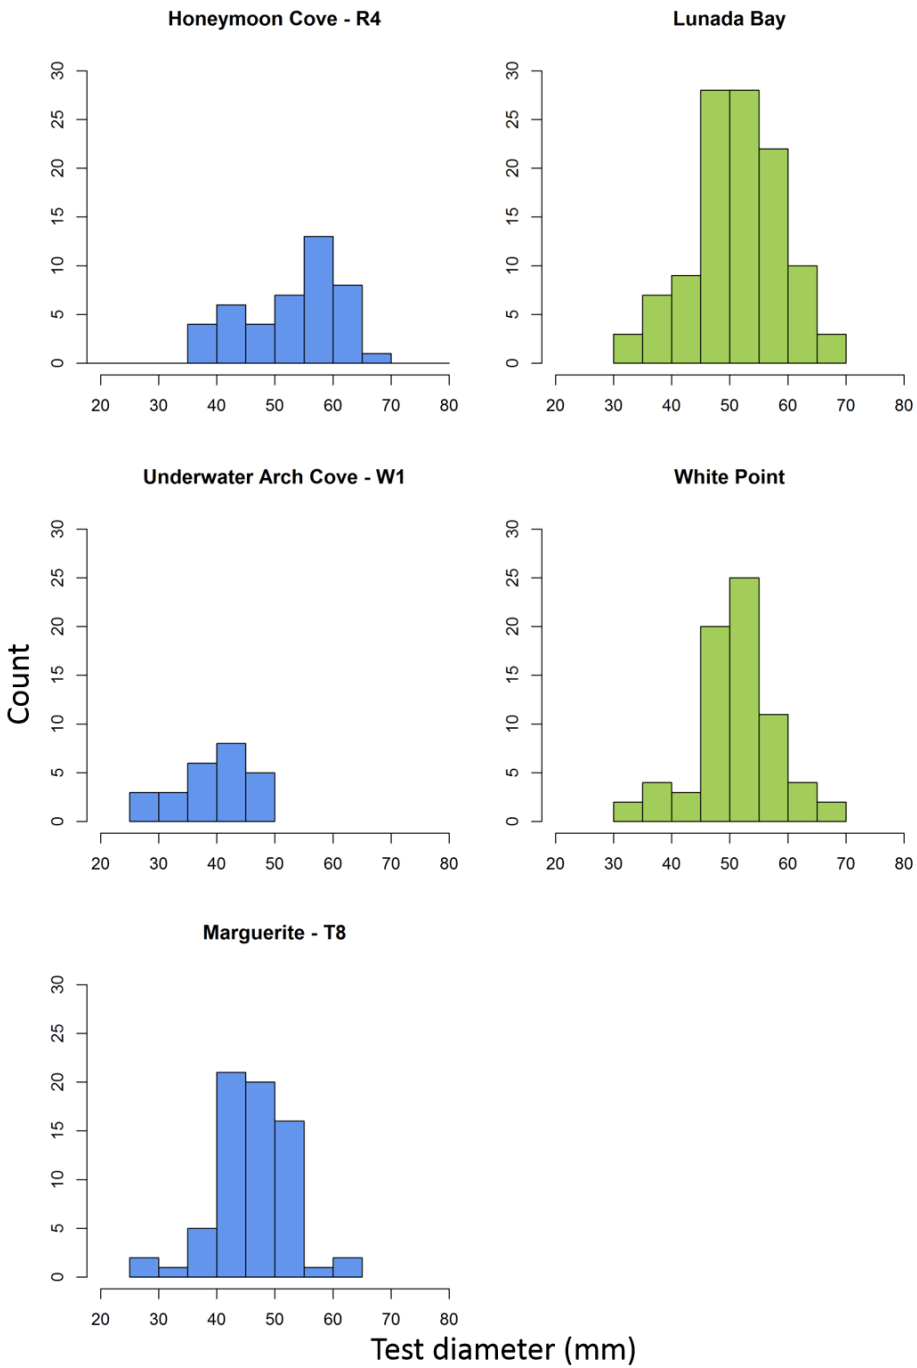 Honeymoon Cove - R4
30
25
20
15
10
5
0
20 30 40 50 60 70 80
Lunada Bay
30
25
20
15
10
5
0
20 30 40 50 60 70 80
Underwater Arch Cove - W1
30
25
20
15
10
5
0
20 30 40 50 60 70 80
White Point
30
25
20
15
10
5
0
20 30 40 50 60 70 80
Count
Marguerite - T8
30
25
20
15
10
5
0
20 30 40 50 60 70 80
Test diameter (mm)